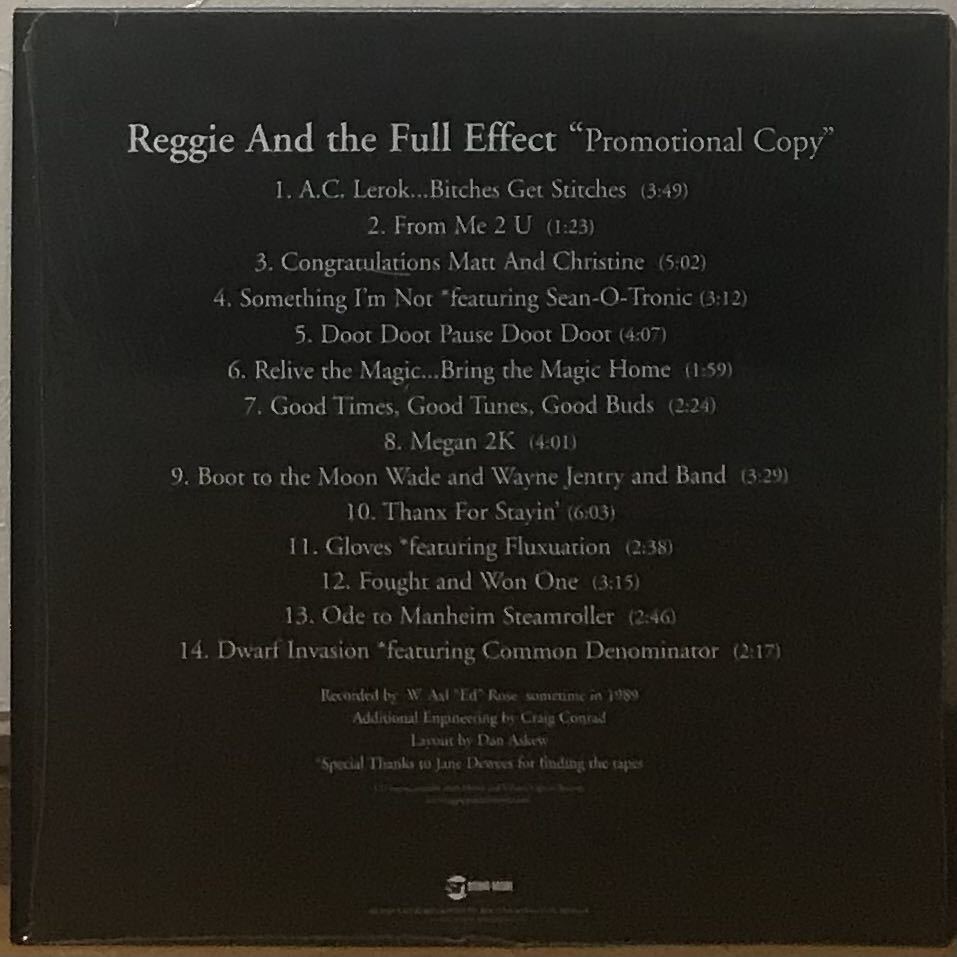 Reggie And the Full Effect “Promotional Copy”
1. A.C. Lerok...Bitches Get Stitches (3:49)
2. From Me 2 U (1:23)
3. Congratulations Matt And Christine (5:02)
4. Something I'm Not *featuring Sean-O-Tronic (3:12)
5. Doot Doot Pause Doot Doot (4:07)
6. Relive the Magic...Bring the Magic Home (1:59)
7. Good Times, Good Tunes, Good Buds (2:24)
8. Megan 2K (4:01)
9. Boot to the Moon Wade and Wayne Jentry and Band (3:29)
10. Thanx For Stayin' (6:03)
11. Gloves *featuring Fluxuation (2:38)
12. Fought and Won One (3:15)
13. Ode to Manheim Steamroller (2:46)
14. Dwarf Invasion *featuring Common Denominator (2:17)
Recorded by W. Axl "Ed" Rose sometime in 1989
Additional Engineering by Craig Conrad
Layout by Dan Askew
*Special Thanks to Jane Dewees for finding the tapes